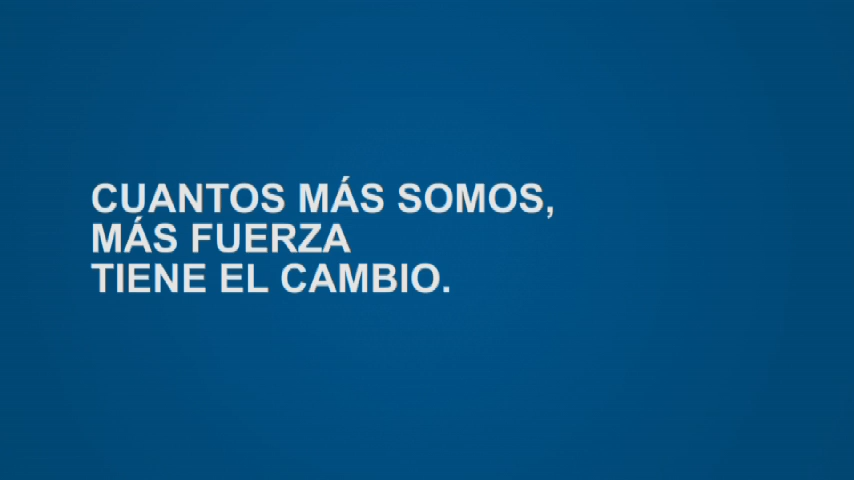 CUANTOS MÁS SOMOS,
MÁS FUERZA
TIENE EL CAMBIO.